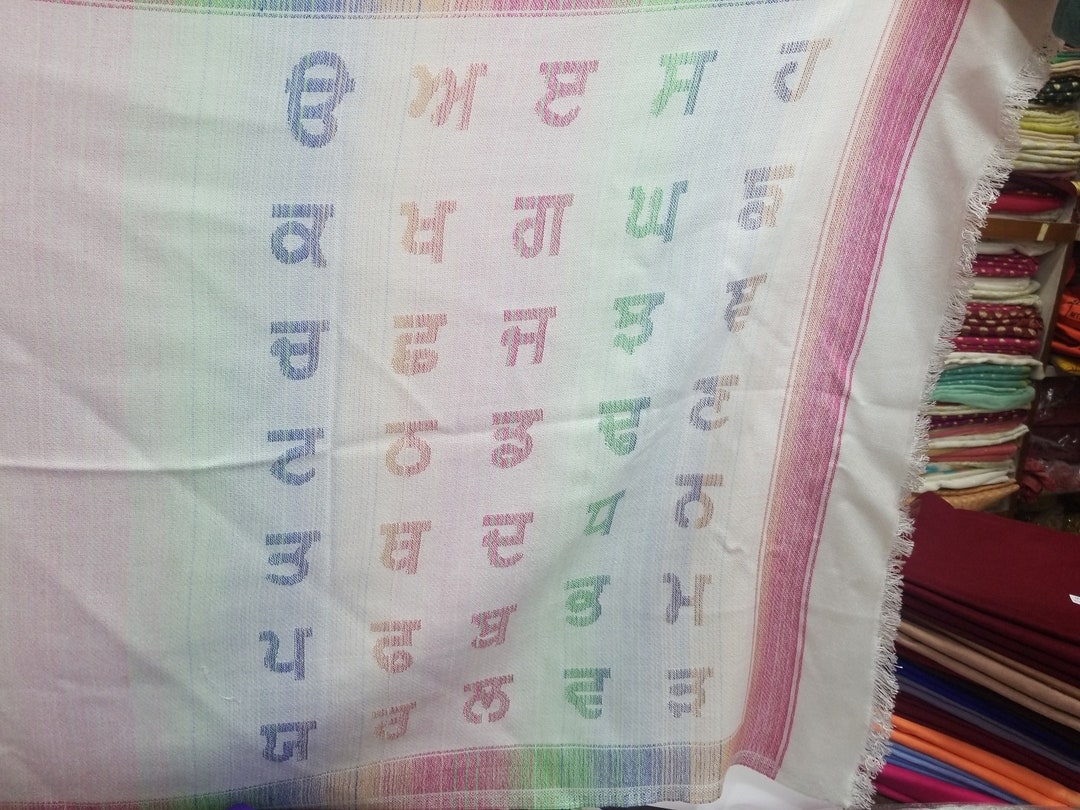 ੳ ਅ ੲ ਸ ਹ
ਕ ਖ ਗ ਘ ਙ
ਚ ਛ ਜ ਝ ਞ
ਟ ਠ ਡ ਢ ਣ
ਤ ਥ ਦ ਧ ਨ
ਪ ਫ ਬ ਭ ਮ
ਯ ਰ ਲ ਵ ੜ